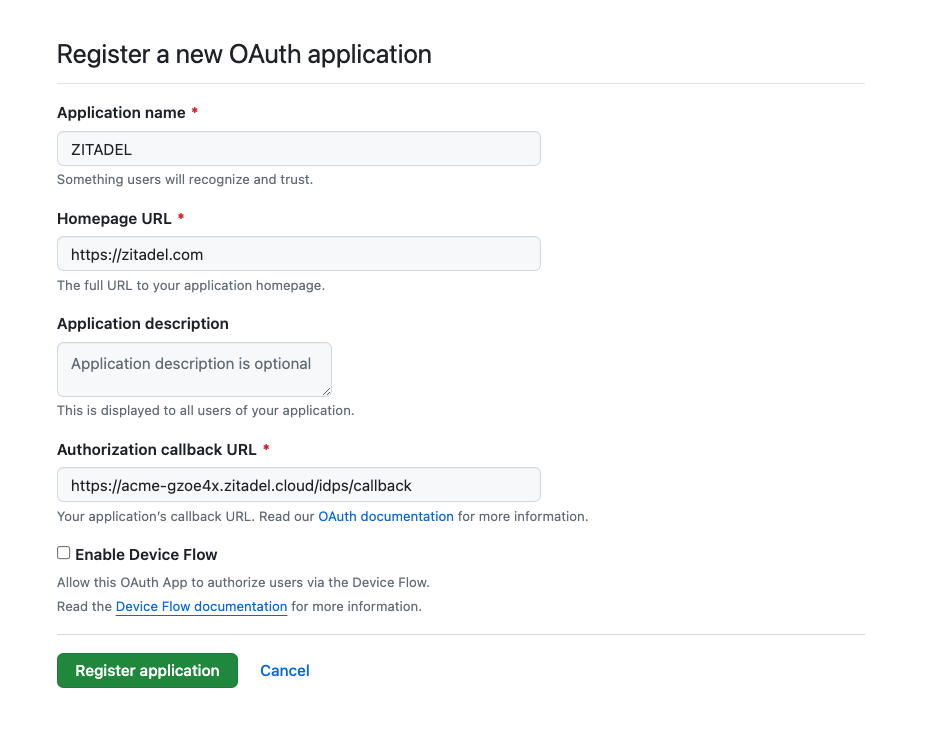 Register a new OAuth application
Application name *
ZITADEL
Something users will recognize and trust.
Homepage URL *
https://zitadel.com
The full URL to your application homepage.
Application description
Application description is optional
This is displayed to all users of your application.
Authorization callback URL *
https://acme-gzoe4x.zitadel.cloud/idps/callback
Your application’s callback URL. Read our OAuth documentation for more information.
Enable Device Flow
Allow this OAuth App to authorize users via the Device Flow.
Read the Device Flow documentation for more information.
Register application Cancel